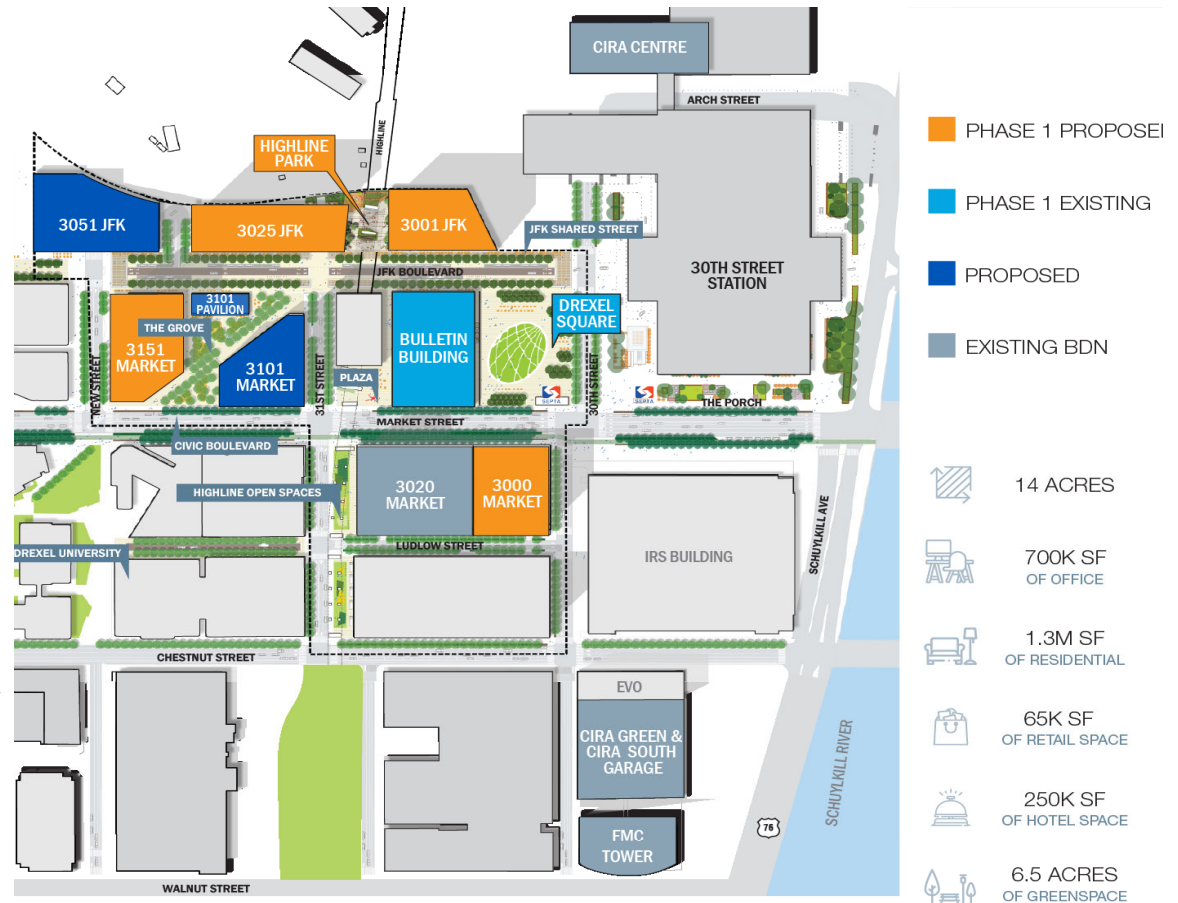 CIRA CENTRE
ARCH STREET
HIGHLINE
HIGHLINE
PARK
3051 JFK
3025 JFK
3001 JFK
JFK SHARED STREET
JFK BOULEVARD
30TH STREET
STATION
3101
PAVILION
THE GROVE
3151
MARKET
3101
MARKET
BULLETIN
BUILDING
DREXEL
SQUARE
PLAZA
NEW STREET
31ST STREET
30TH STREET
SEPTA
SEPTA
THE PORCH
MARKET STREET
CIVIC BOULEVARD
HIGHLINE OPEN SPACES
3020
MARKET
3000
MARKET
LUDLOW STREET
DREXEL UNIVERSITY
IRS BUILDING
SCHUYLKILL AVE
CHESTNUT STREET
EVO
CIRA GREEN &
CIRA SOUTH
GARAGE
FMC
TOWER
76
SCHUYLKILL RIVER
WALNUT STREET
PHASE 1 PROPOSE
PHASE 1 EXISTING
PROPOSED
EXISTING BDN
14 ACRES
700K SF
OF OFFICE
1.3M SF
OF RESIDENTIAL
65K SF
OF RETAIL SPACE
250K SF
OF HOTEL SPACE
6.5 ACRES
OF GREENSPACE